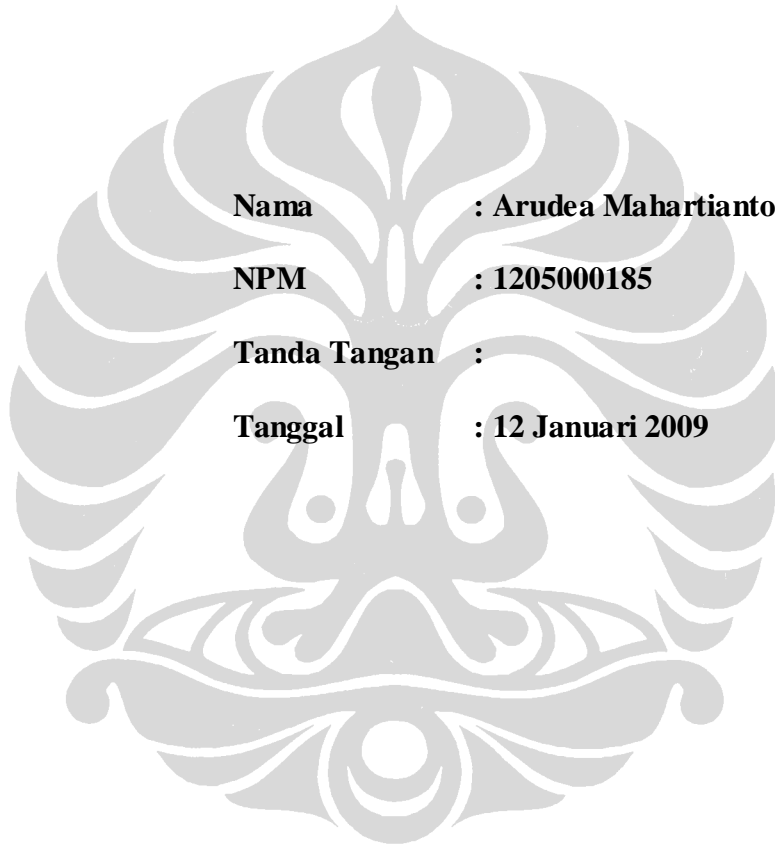 Nama : Arudea Mahartianto
NPM : 1205000185
Tanda Tangan :
Tanggal : 12 Januari 2009